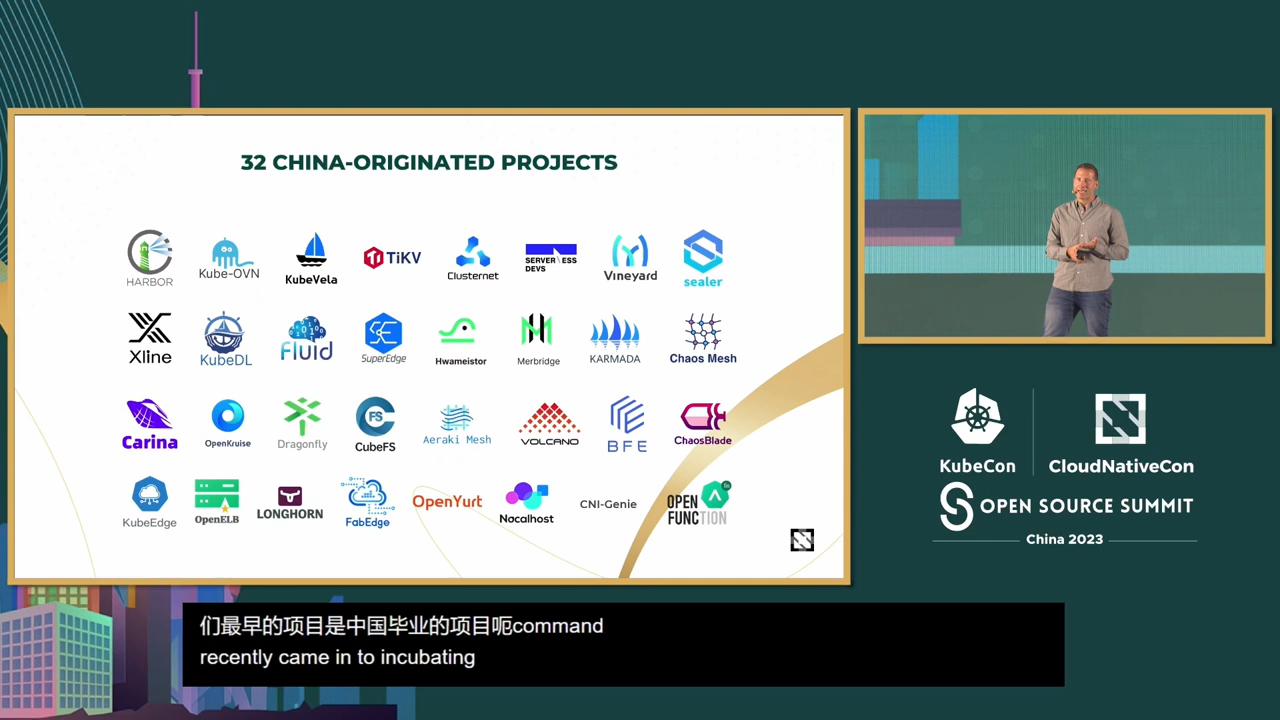 32 CHINA-ORIGINATED PROJECTS
HARBOR
Kube-OVN
KubeVela
TiKV
Clusternet
SERVERLESS
DEVS
Vineyard
sealer
Xline
KubeDL
Fluid
SuperEdge
Hwameistor
Merbridge
KARMADA
Chaos Mesh
Carina
OpenKruise
Dragonfly
CubeFS
Aeraki Mesh
VOLCANO
BFE
ChaosBlade
KubeEdge
OpenELB
LONGHORN
FabEdge
OpenYurt
Nocalhost
CNI-Genie
OPEN
FUNCTION
KubeCon
CloudNativeCon
OPEN SOURCE SUMMIT
China 2023
们最早的项目是中国毕业的项目呃command
recently came in to incubating